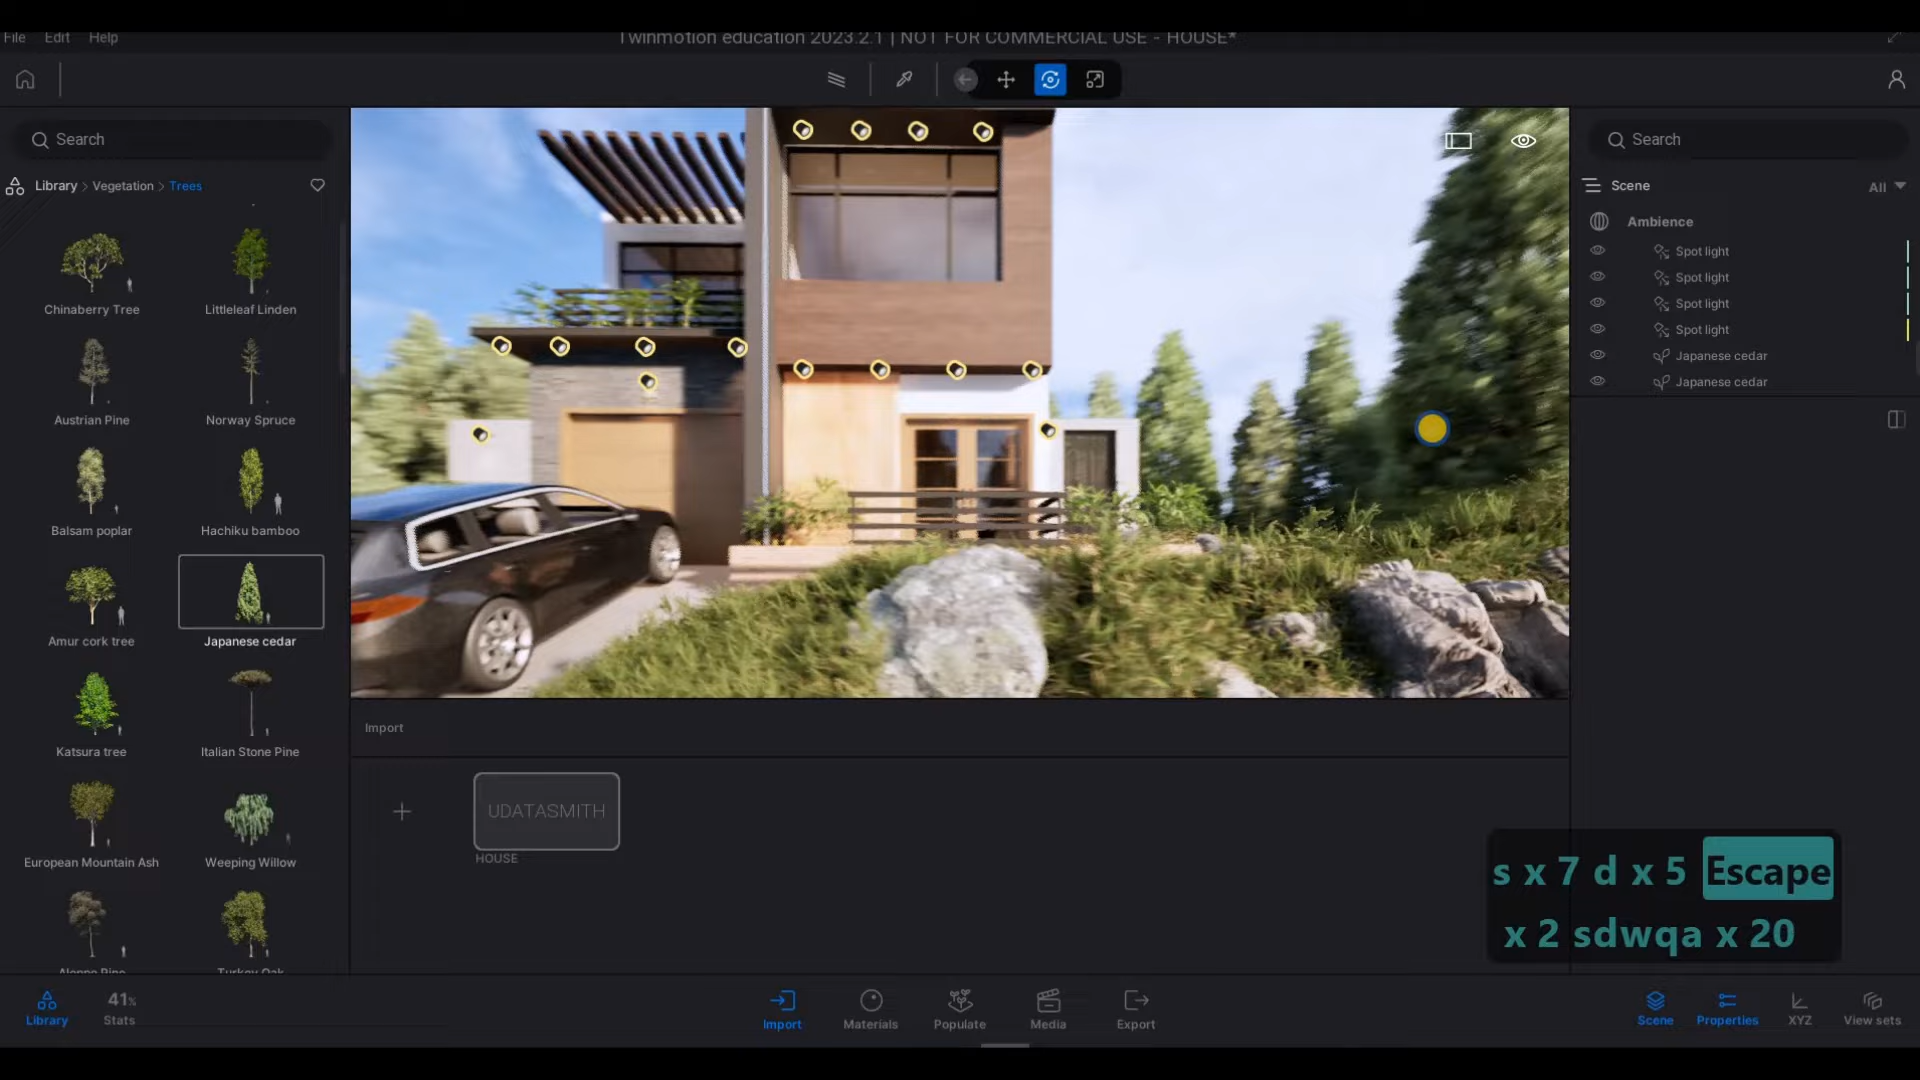 File Edit Help
Twinmotion education 2023.2.1 | NOT FOR COMMERCIAL USE - HOUSE*
Search
Library > Vegetation > Trees
Chinaberry Tree
Littleleaf Linden
Austrian Pine
Norway Spruce
Balsam poplar
Hachiku bamboo
Amur cork tree
Japanese cedar
Katsura tree
Italian Stone Pine
European Mountain Ash
Weeping Willow
Aleppo Pine
Turkey Oak
Search
Scene
All
Ambience
Spot light
Spot light
Spot light
Spot light
Japanese cedar
Japanese cedar
Import
UDATASMITH
HOUSE
s x 7 d x 5 Escape
x 2 sdwqa x 20
Library
41%
Stats
Import
Materials
Populate
Media
Export
Scene
Properties
XYZ
View sets